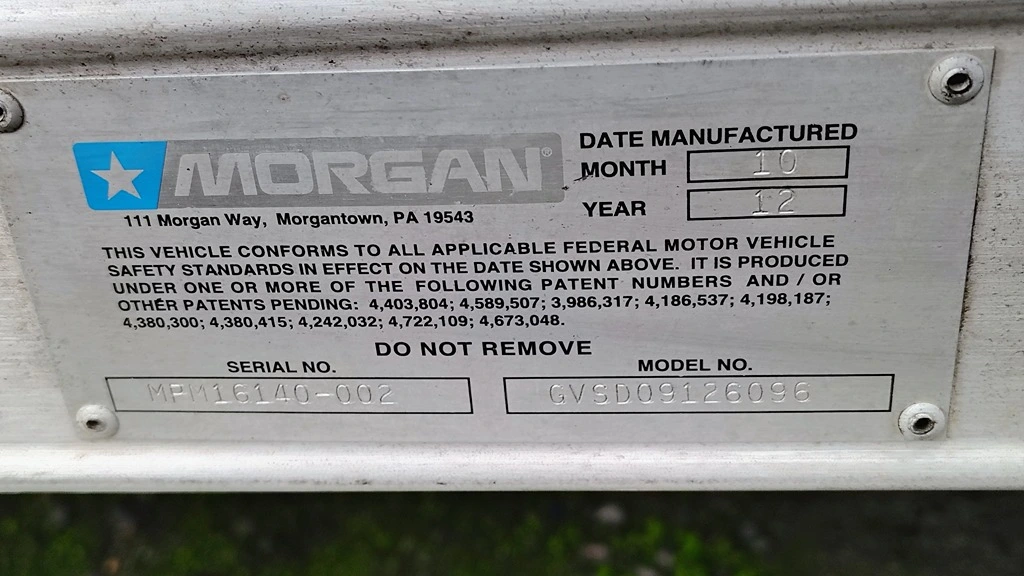 MORGAN®
111 Morgan Way, Morgantown, PA 19543
DATE MANUFACTURED
MONTH 10
YEAR 12
THIS VEHICLE CONFORMS TO ALL APPLICABLE FEDERAL MOTOR VEHICLE
SAFETY STANDARDS IN EFFECT ON THE DATE SHOWN ABOVE. IT IS PRODUCED
UNDER ONE OR MORE OF THE FOLLOWING PATENT NUMBERS AND / OR
OTHER PATENTS PENDING: 4,403,804; 4,589,507; 3,986,317; 4,186,537; 4,198,187;
4,380,300; 4,380,415; 4,242,032; 4,722,109; 4,673,048.
DO NOT REMOVE
SERIAL NO. MODEL NO.
MPM16140-002 GVSD09126096